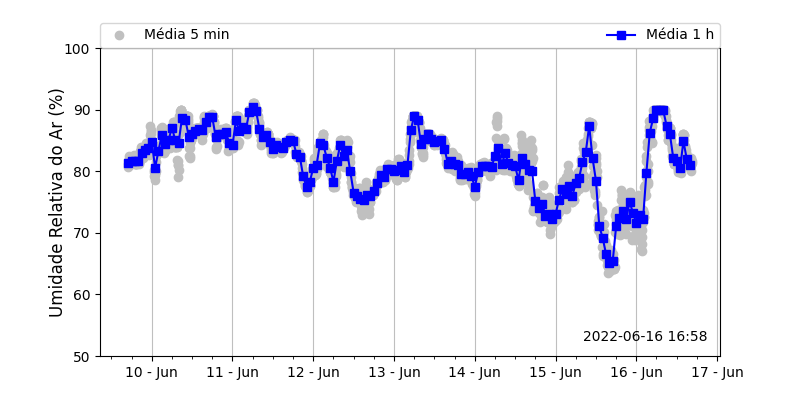 Média 5 min
Média 1 h
Umidade Relativa do Ar (%)
100
90
80
70
60
50
2022-06-16 16:58
10 - Jun
11 - Jun
12 - Jun
13 - Jun
14 - Jun
15 - Jun
16 - Jun
17 - Jun